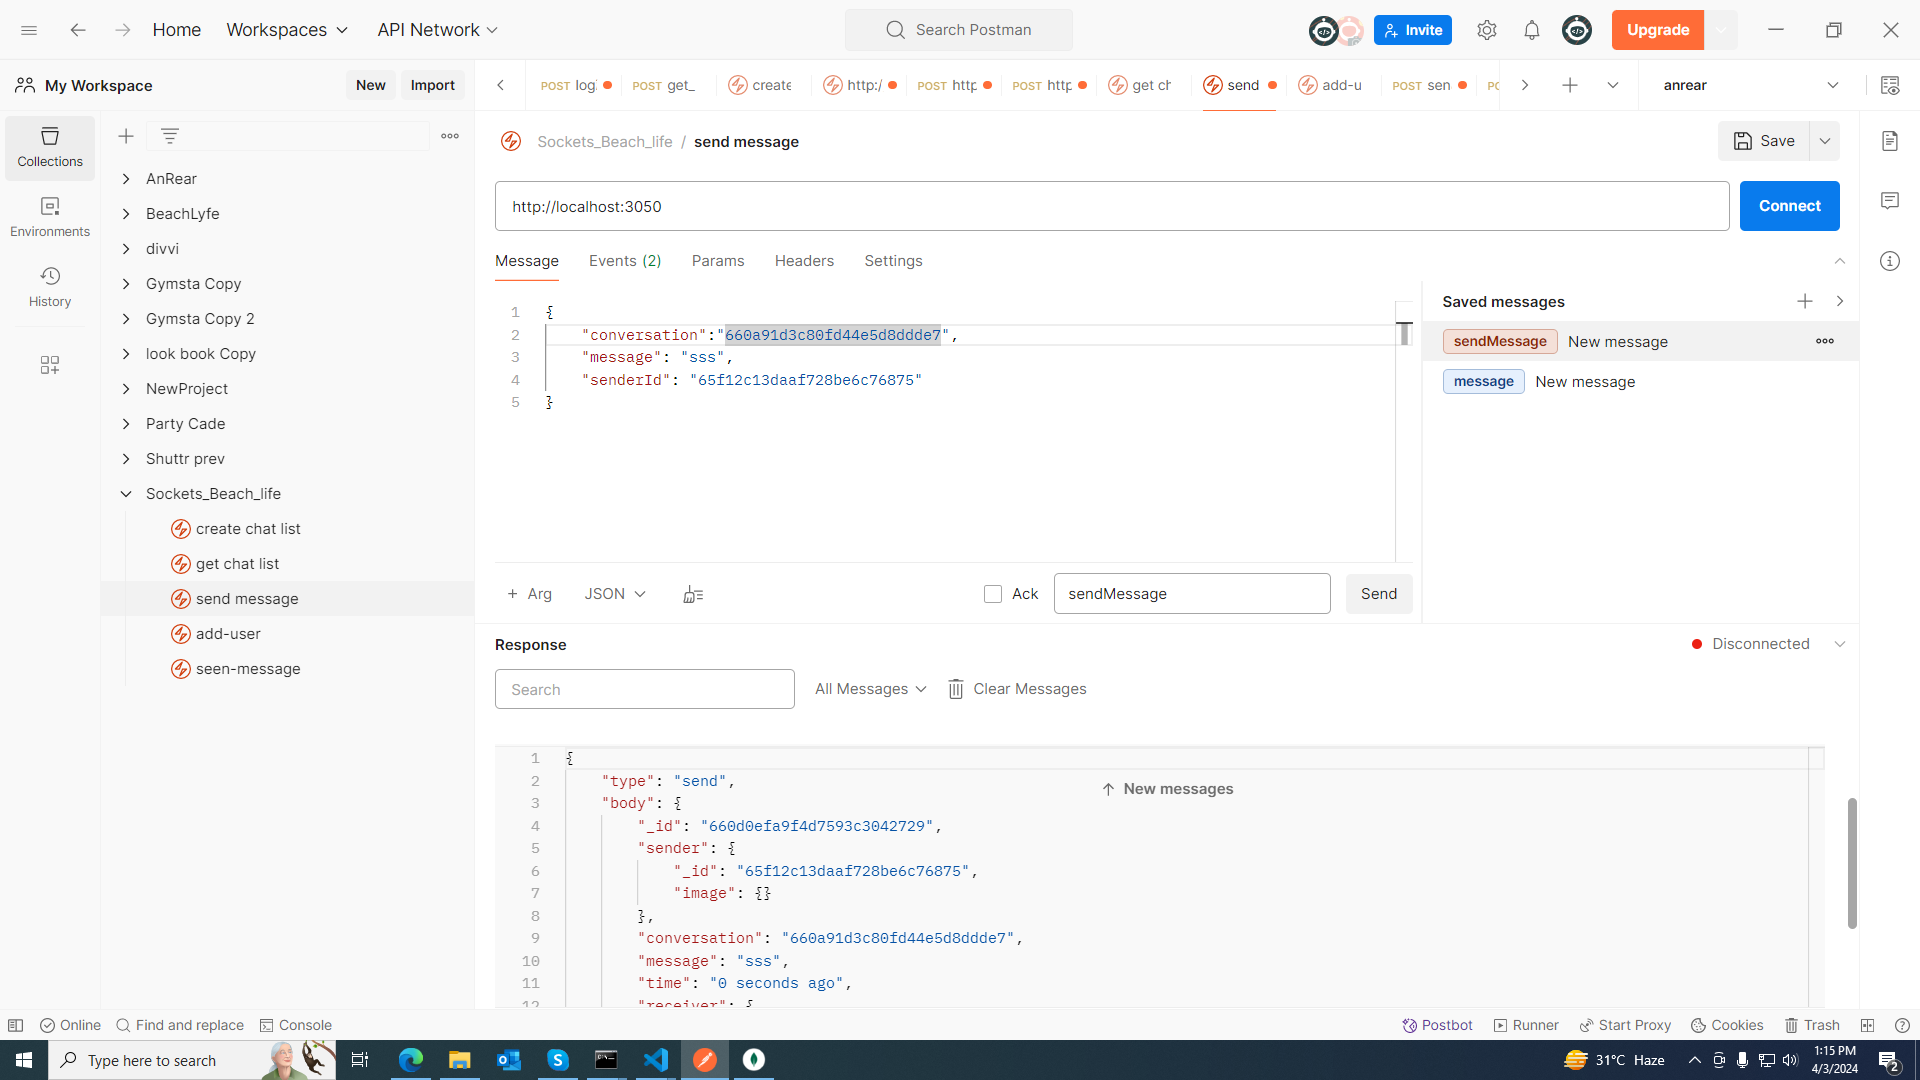 Home Workspaces API Network Search Postman Invite Upgrade
My Workspace New Import
POST log POST get_ create http:/ POST http POST http get ch send add-u POST sen anrear
Collections
Environments
History
AnRear
BeachLyfe
divvi
Gymsta Copy
Gymsta Copy 2
look book Copy
NewProject
Party Cade
Shuttr prev
Sockets_Beach_life
create chat list
get chat list
send message
add-user
seen-message
Sockets_Beach_life / send message Save
http://localhost:3050 Connect
Message Events (2) Params Headers Settings
1 {
2 "conversation":"660a91d3c80fd44e5d8ddde7",
3 "message": "sss",
4 "senderId": "65f12c13daaf728be6c76875"
5 }
Saved messages
sendMessage New message
message New message
+ Arg JSON Ack sendMessage Send
Response Disconnected
Search All Messages Clear Messages
New messages
1 {
2 "type": "send",
3 "body": {
4 "_id": "660d0efa9f4d7593c3042729",
5 "sender": {
6 "_id": "65f12c13daaf728be6c76875",
7 "image": {}
8 },
9 "conversation": "660a91d3c80fd44e5d8ddde7",
10 "message": "sss",
11 "time": "0 seconds ago",
12 "receiver": {
Online Find and replace Console Postbot Runner Start Proxy Cookies Trash
Type here to search 31°C Haze 1:15 PM
4/3/2024 2